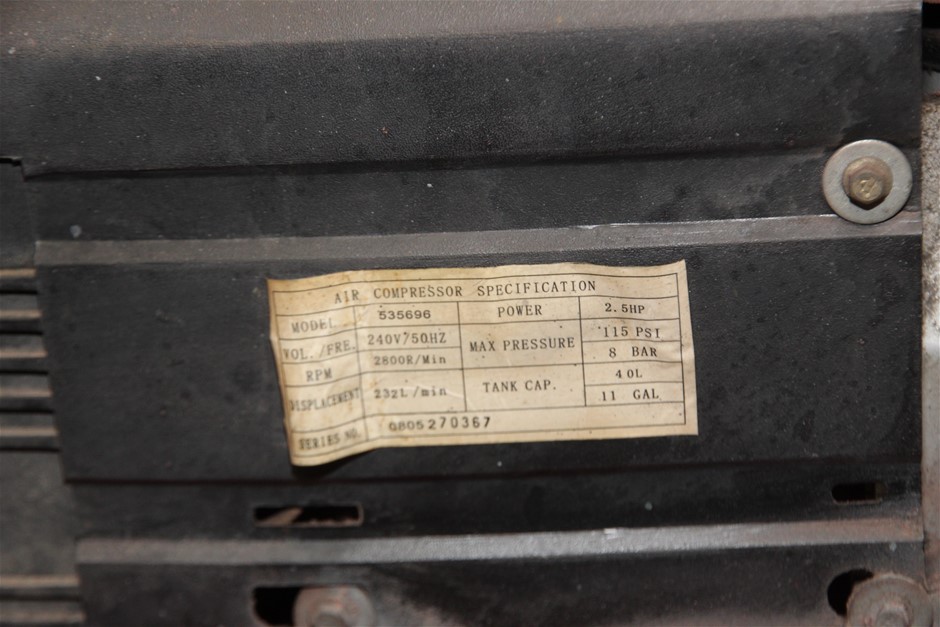 AIR COMPRESSOR SPECIFICATION
MODEL 535696 POWER 2.5HP
VOL./FRE. 240V/50HZ MAX PRESSURE 115 PSI
8 BAR
RPM 2800R/Min
DISPLACEMENT 232L/min TANK CAP. 40L
11 GAL
SERIES NO. 0805270367